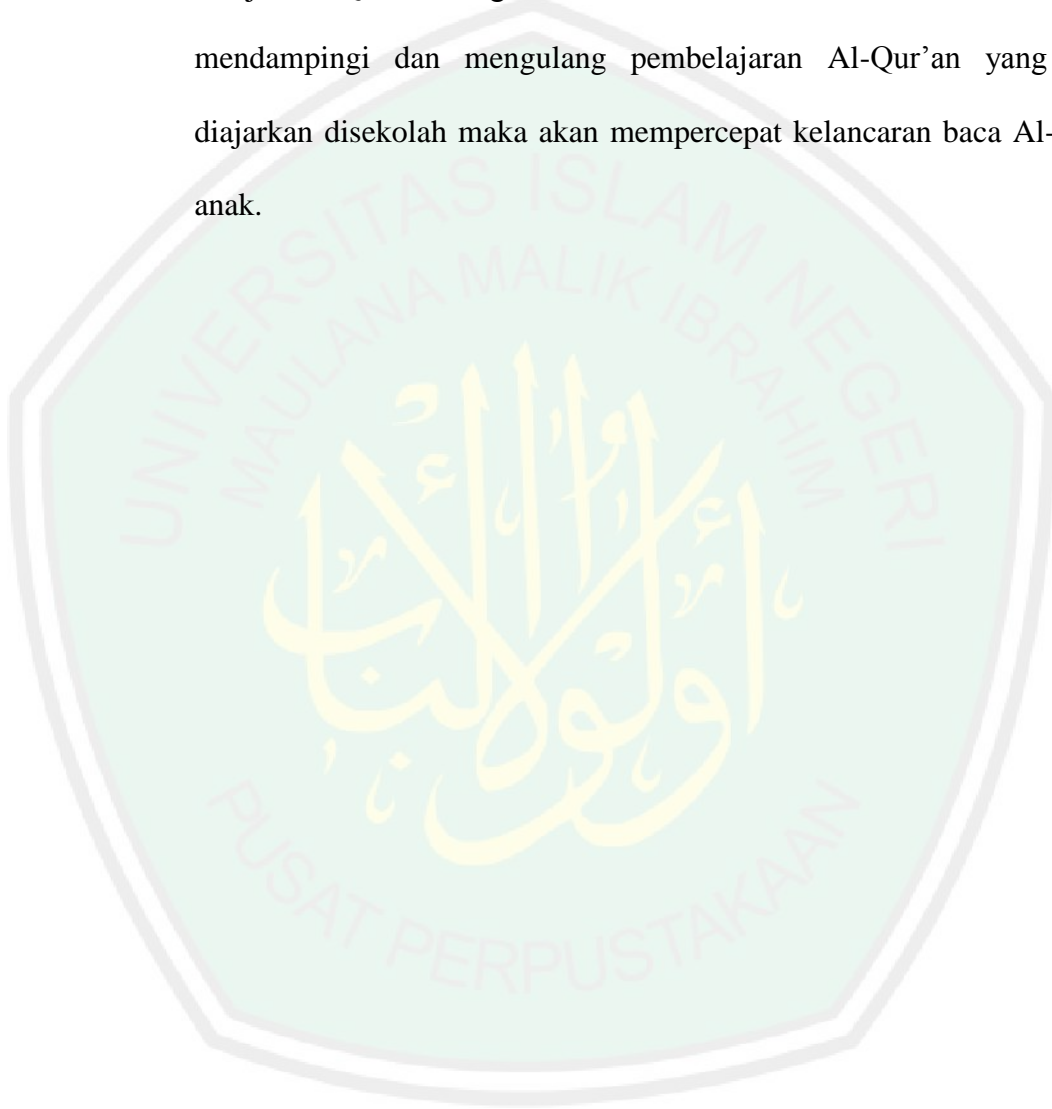 mendampingi dan mengulang pembelajaran Al-Qur’an yang
diajarkan disekolah maka akan mempercepat kelancaran baca Al-
anak.
UNIVERSITAS ISLAM NEGERI
MAULANA MALIK IBRAHIM
PUSAT PERPUSTAKAAN